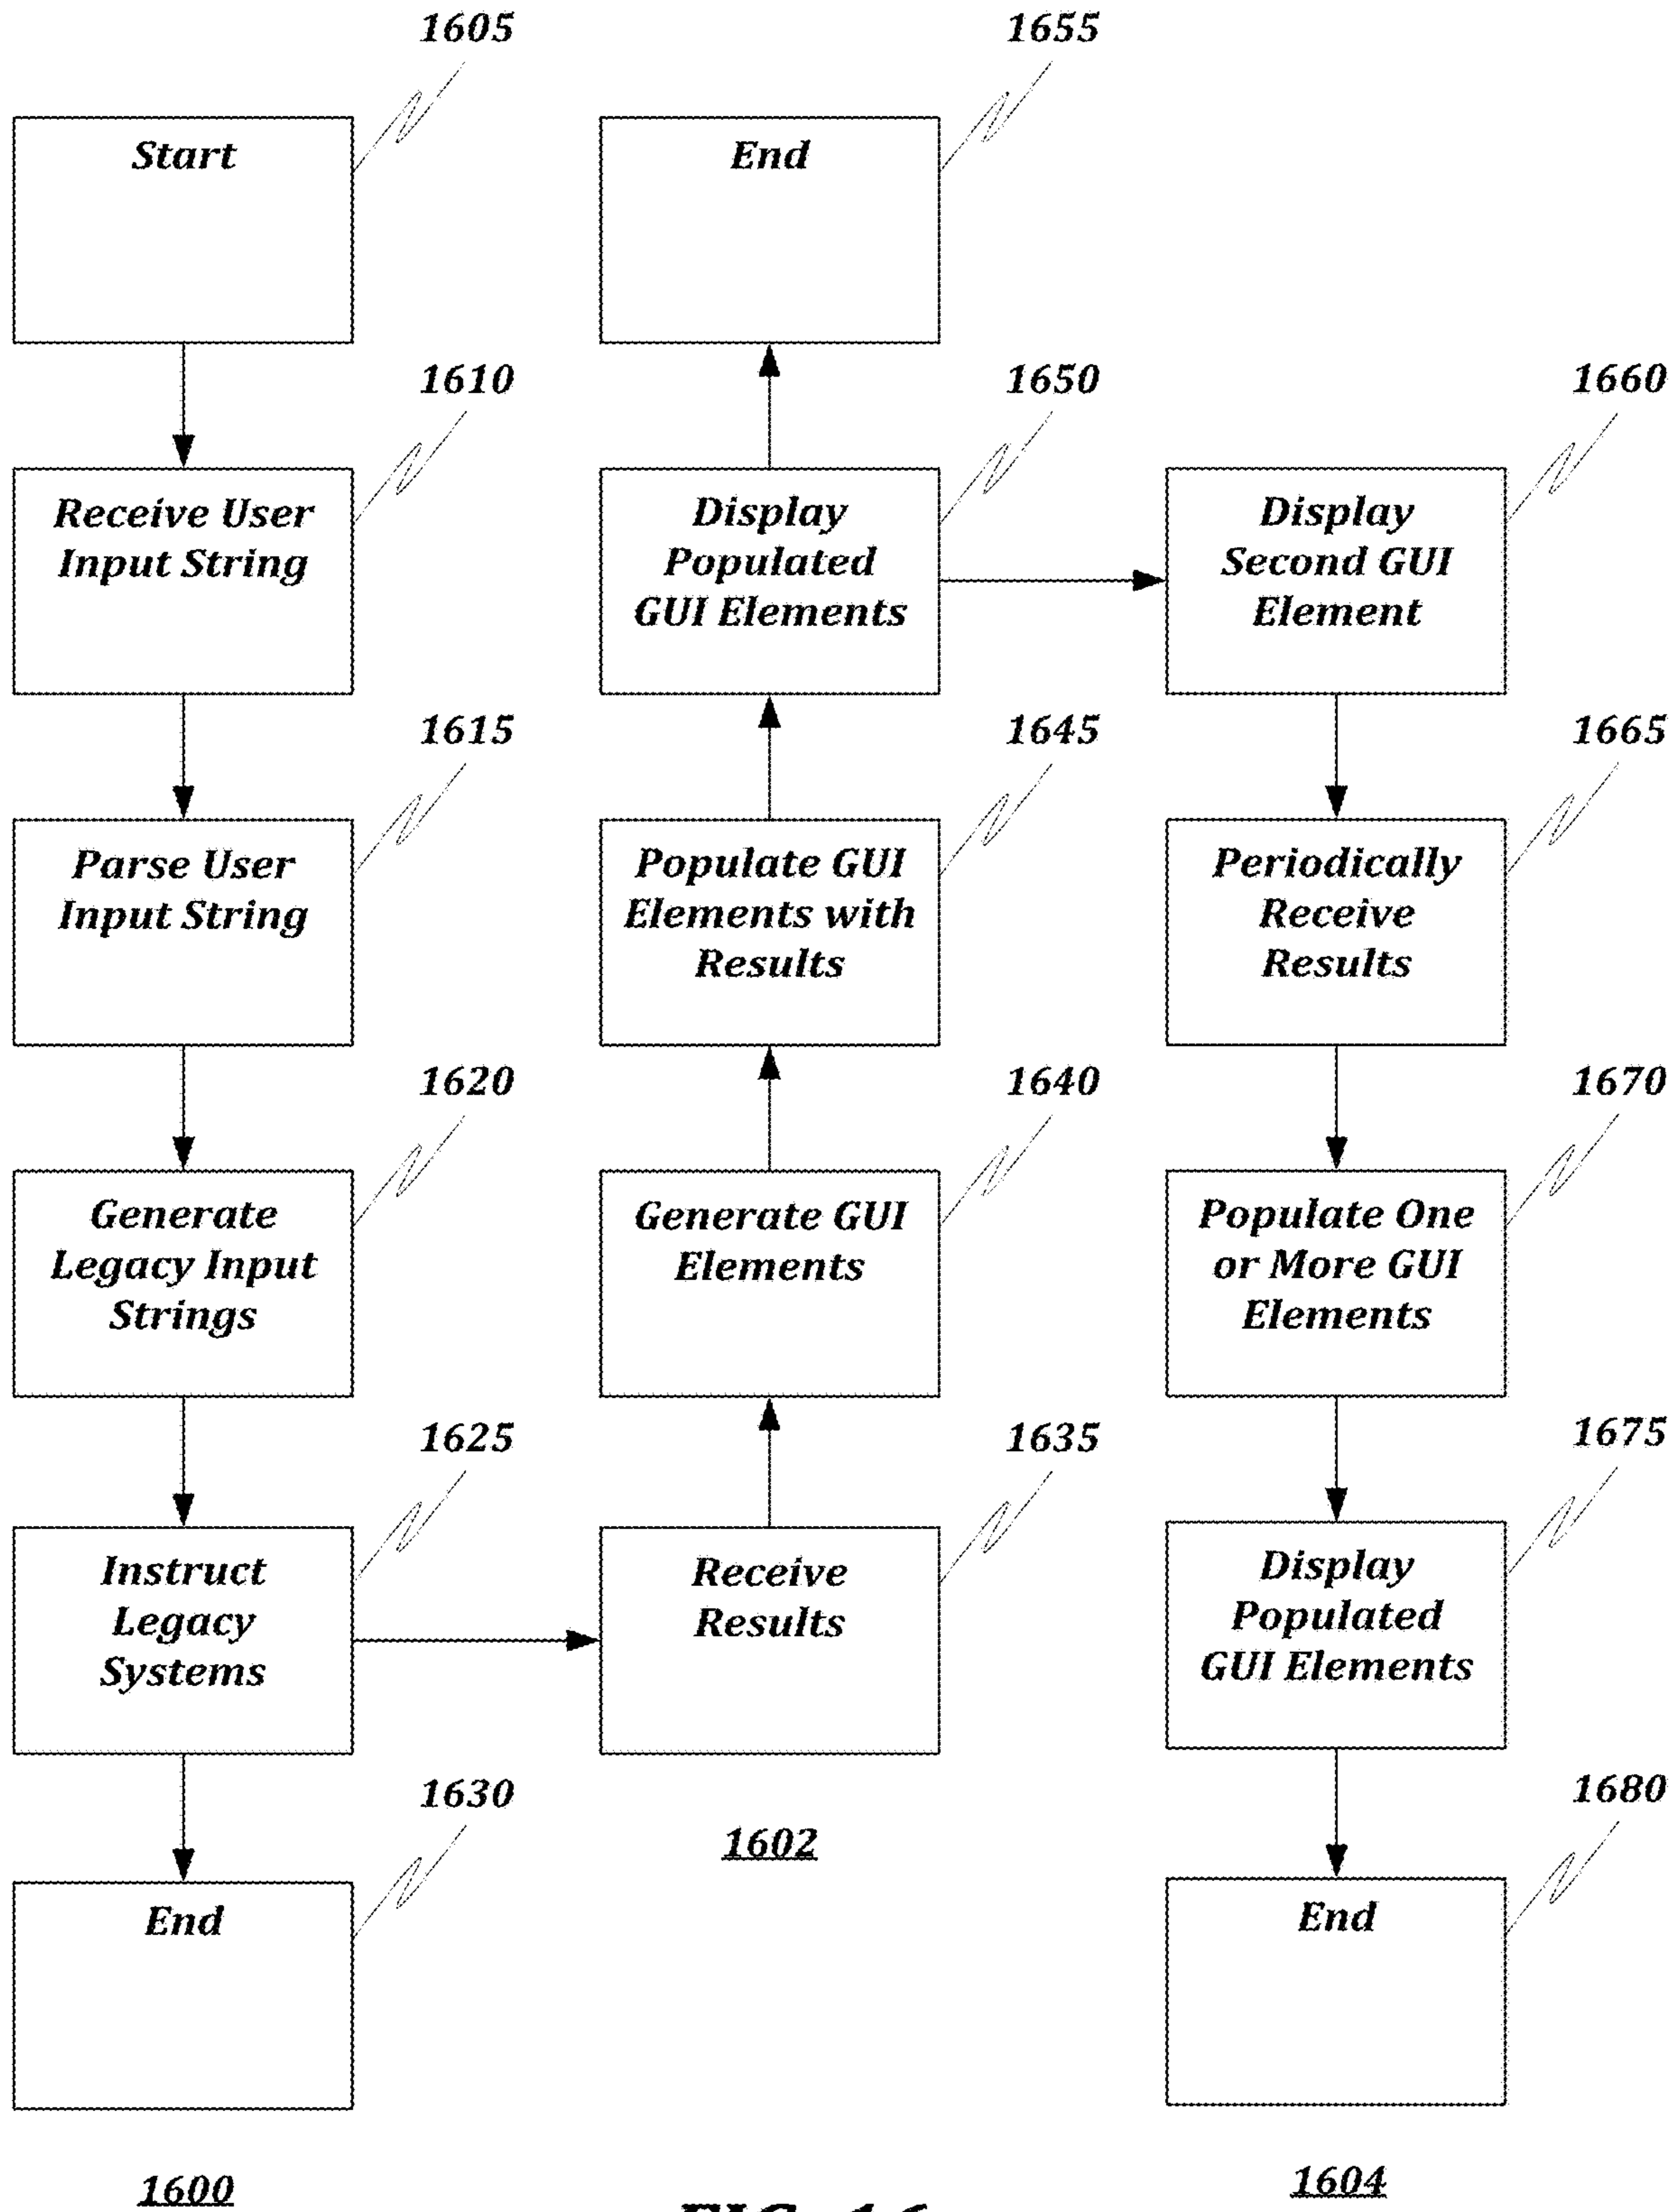 1605
Start
1610
Receive User
Input String
1615
Parse User
Input String
1620
Generate
Legacy Input
Strings
1625
Instruct
Legacy
Systems
1630
End
1600
1655
End
1650
Display
Populated
GUI Elements
1645
Populate GUI
Elements with
Results
1640
Generate GUI
Elements
1635
Receive
Results
1602
1660
Display
Second GUI
Element
1665
Periodically
Receive
Results
1670
Populate One
or More GUI
Elements
1675
Display
Populated
GUI Elements
1680
End
1604
FIG. 16